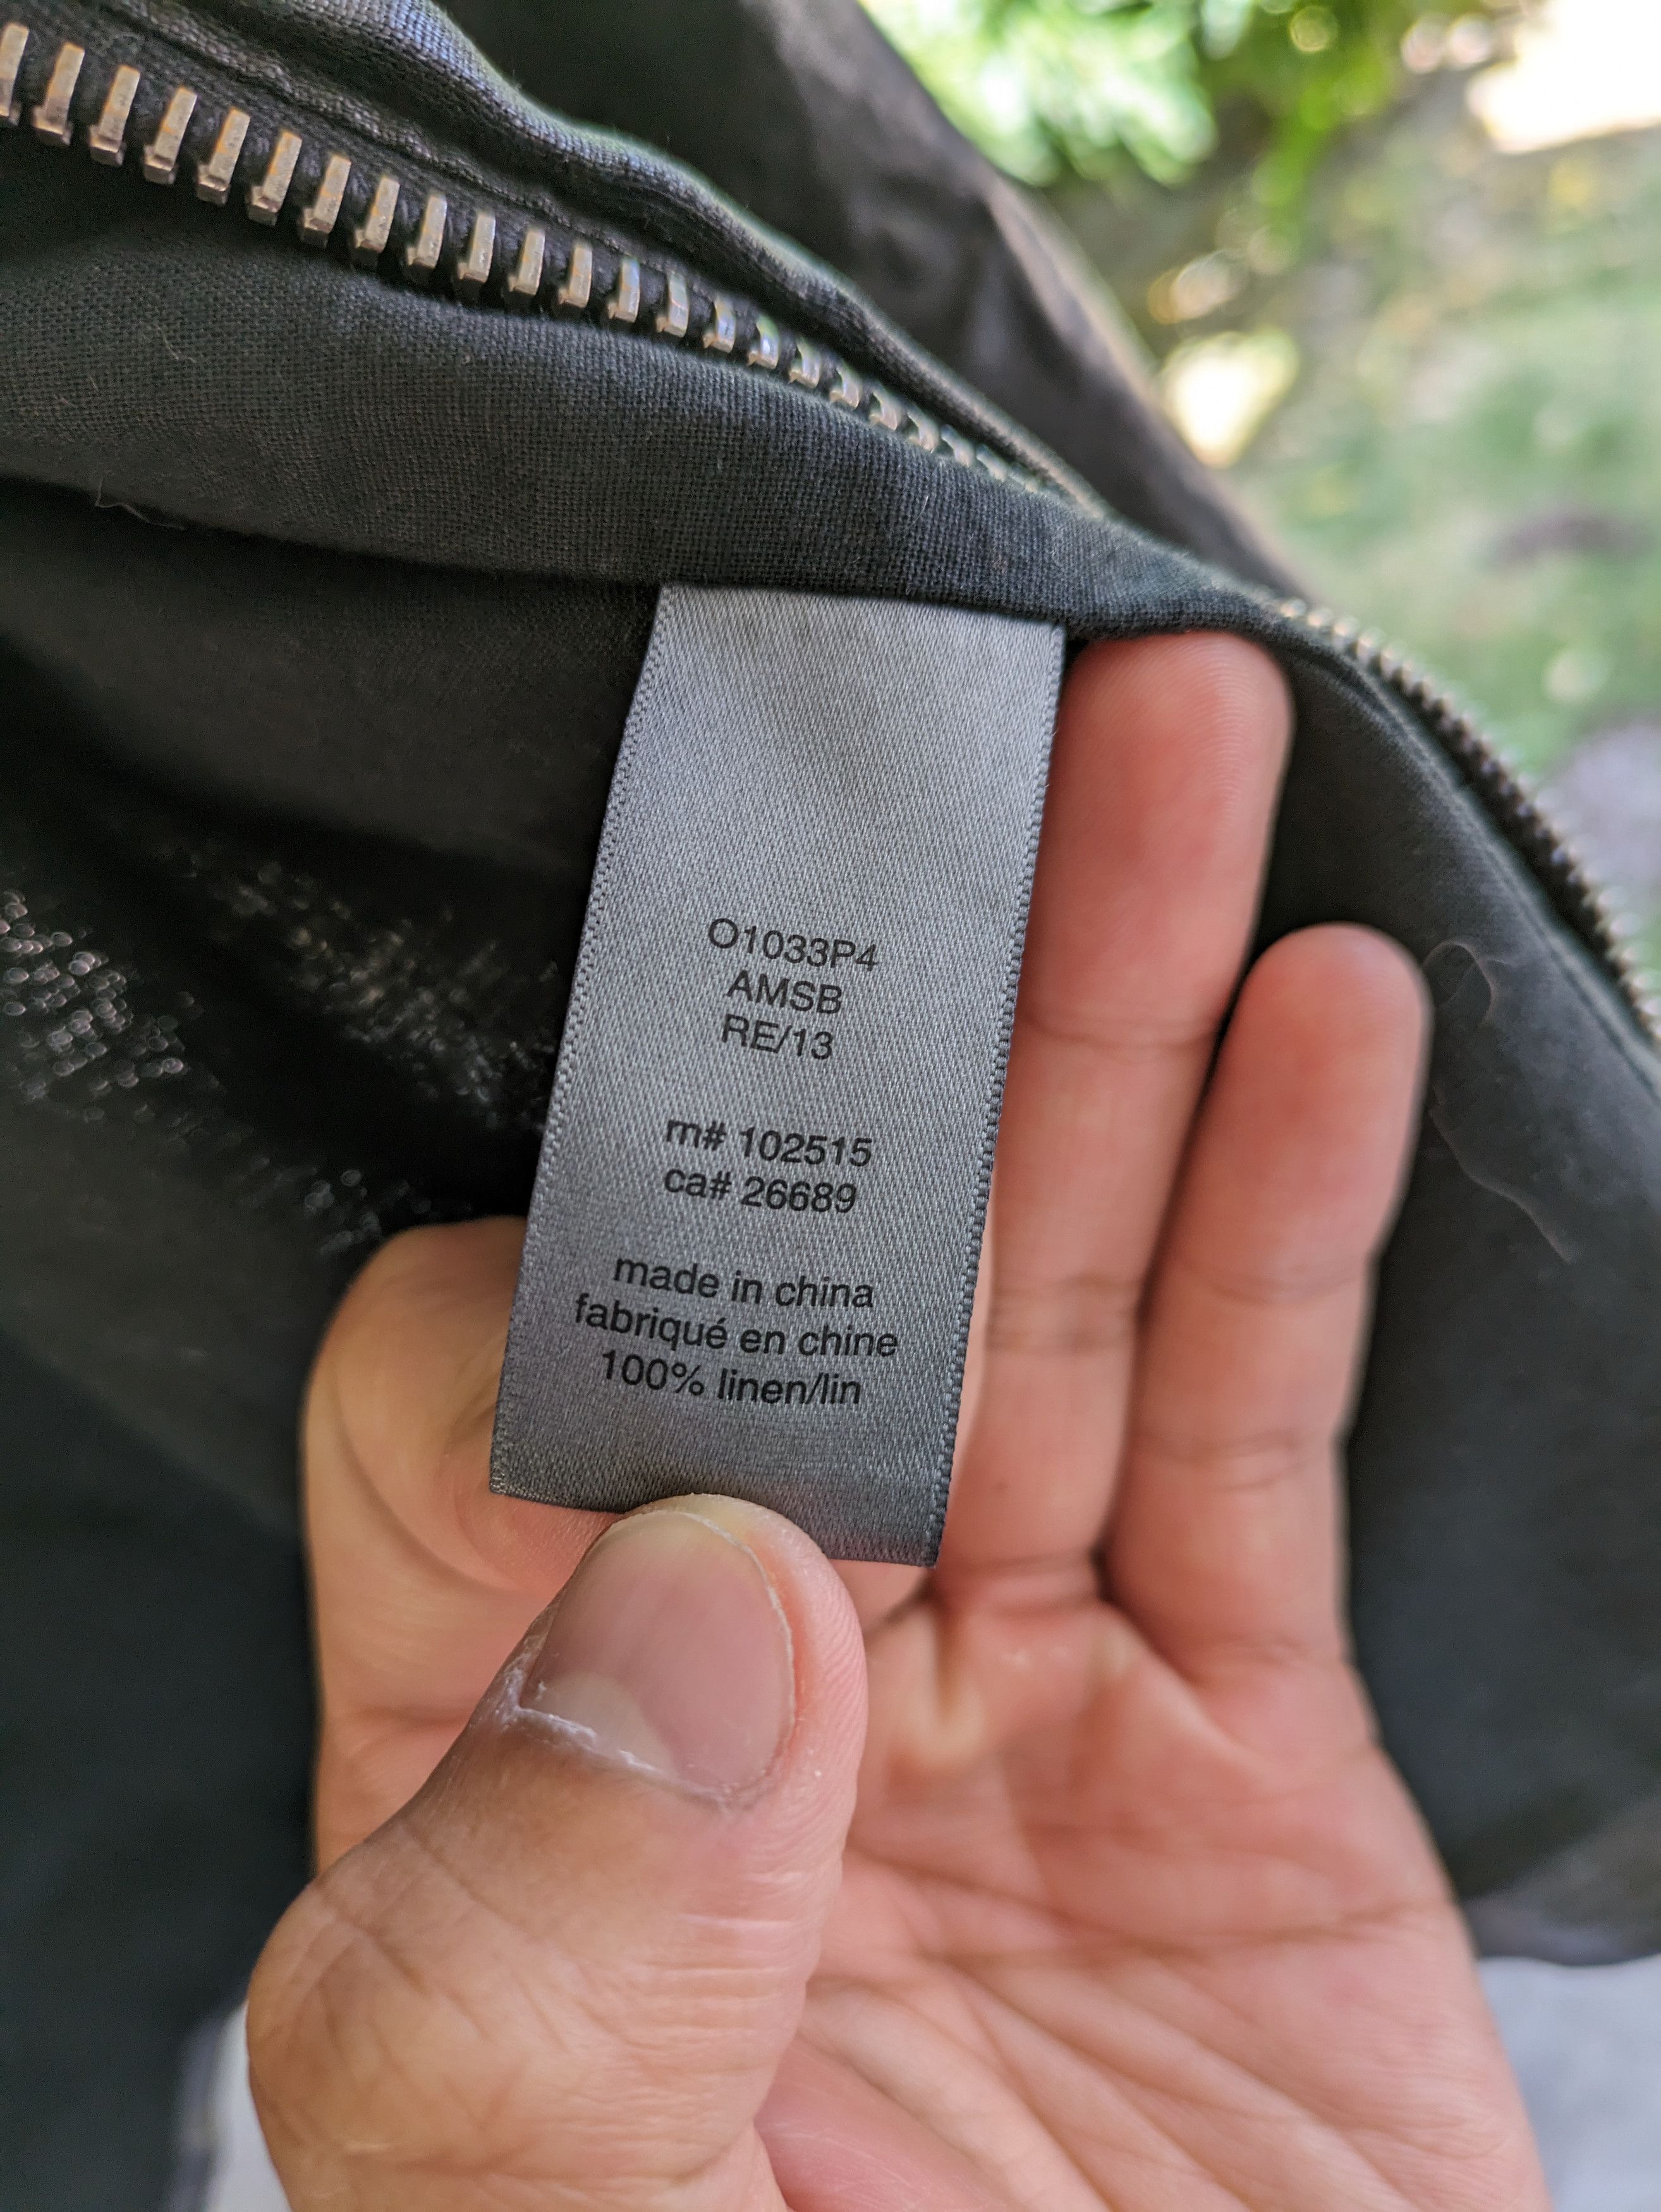 O1033P4
AMSB
RE/13
m# 102515
ca# 26689
made in china
fabriqué en chine
100% linen/lin